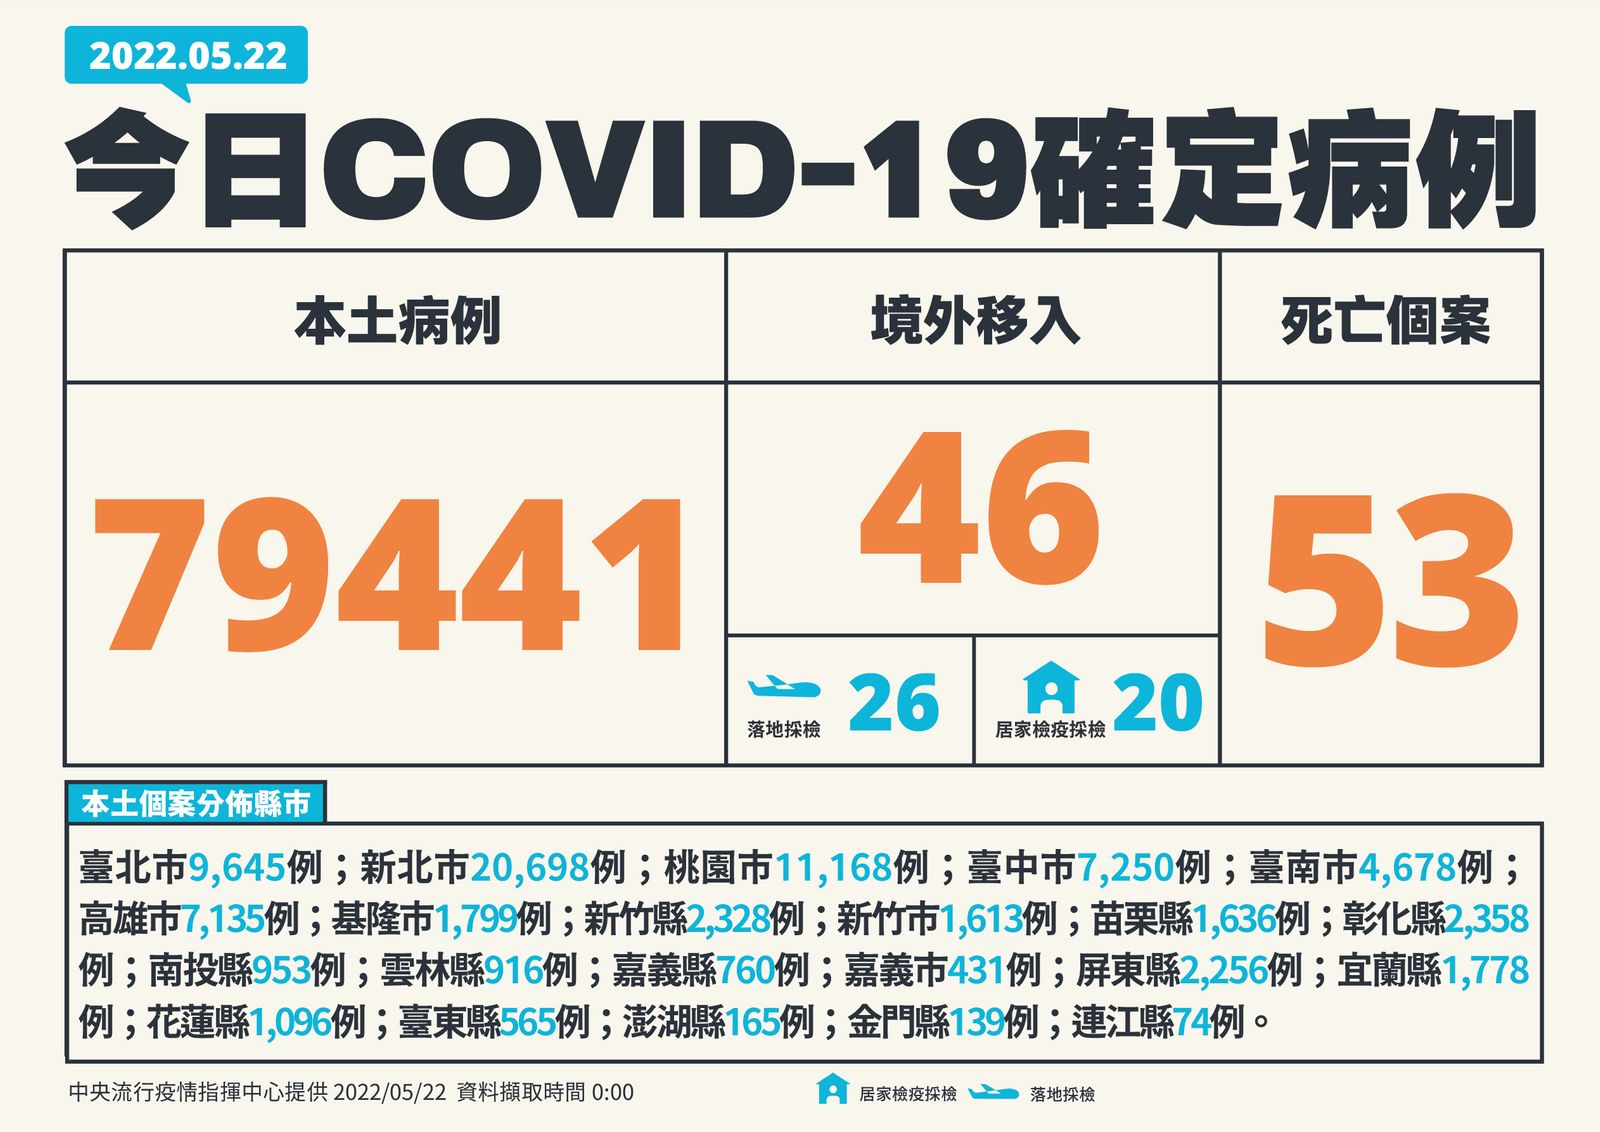 2022.05.22
今日COVID-19確定病例
本土病例
境外移入
死亡個案
79441
46
53
落地採檢
26
居家檢疫採檢
20
本土個案分佈縣市
臺北市9,645例；新北市20,698例；桃園市11,168例；臺中市7,250例；臺南市4,678例；
高雄市7,135例；基隆市1,799例；新竹縣2,328例；新竹市1,613例；苗栗縣1,636例；彰化縣2,358
例；南投縣953例；雲林縣916例；嘉義縣760例；嘉義市431例；屏東縣2,256例；宜蘭縣1,778
例；花蓮縣1,096例；臺東縣565例；澎湖縣165例；金門縣139例；連江縣74例。
中央流行疫情指揮中心提供 2022/05/22 資料擷取時間 0:00
居家檢疫採檢
落地採檢